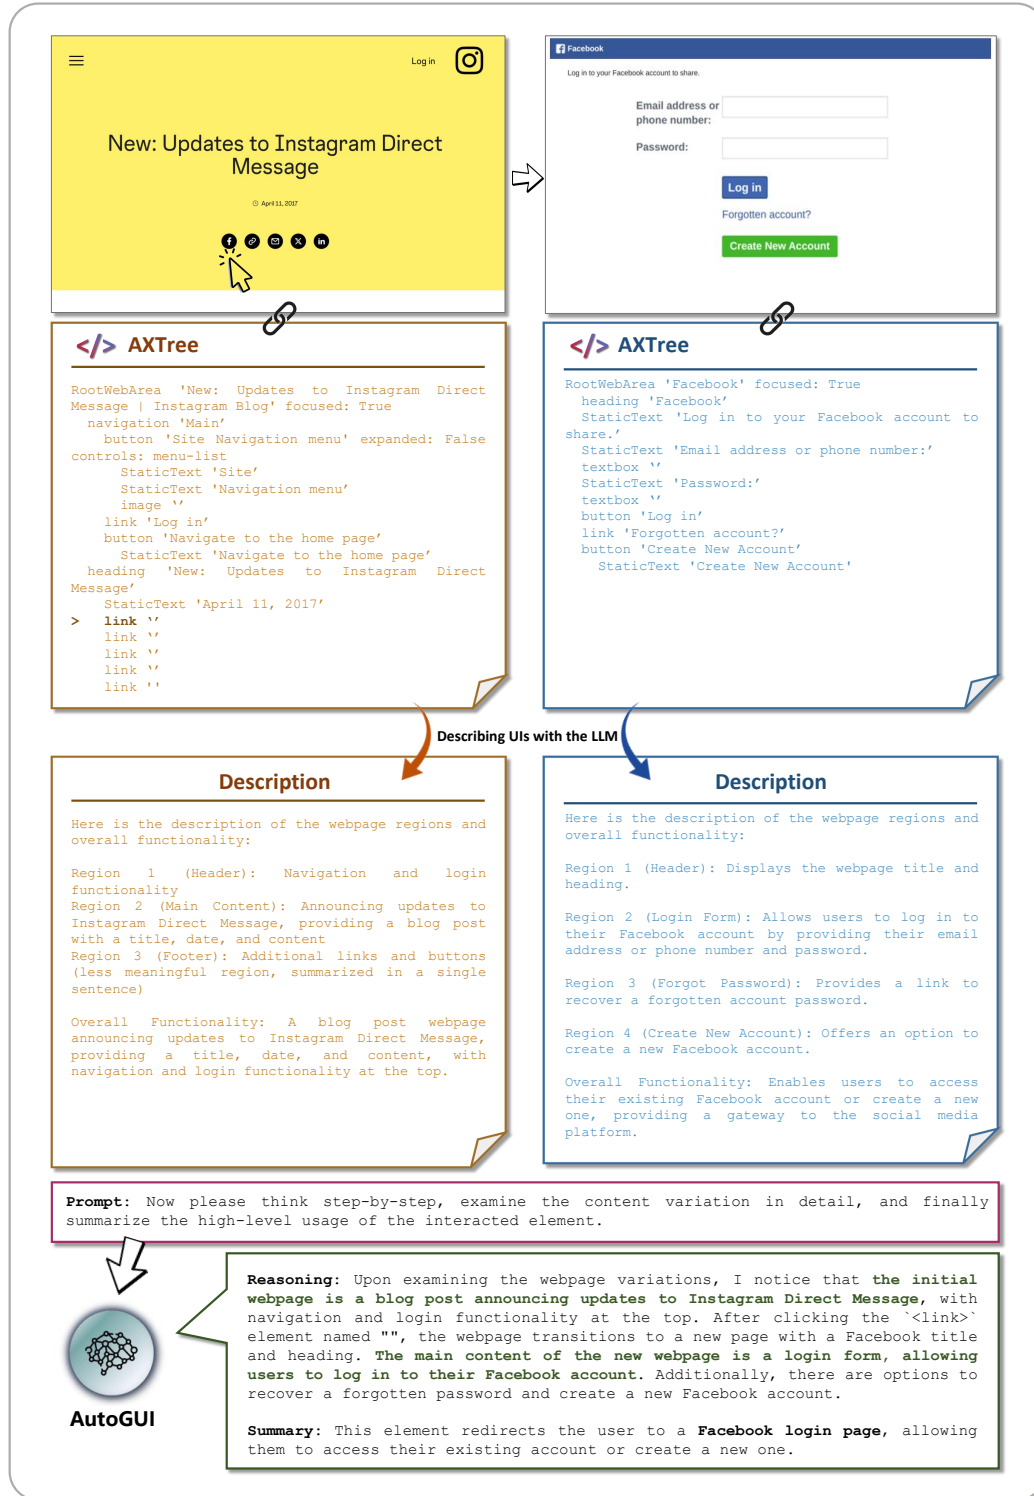 Log in
New: Updates to Instagram Direct
Message
April 11, 2017
Facebook
Log in to your Facebook account to share.
Email address or
phone number:
Password:
Log in
Forgotten account?
Create New Account
</> AXTree
RootWebArea 'New: Updates to Instagram Direct
Message | Instagram Blog' focused: True
navigation 'Main’
button 'Site Navigation menu' expanded: False
controls: menu-list
StaticText 'Site’
StaticText 'Navigation menu’
image ‘’
link 'Log in’
button 'Navigate to the home page’
StaticText 'Navigate to the home page’
heading 'New: Updates to Instagram Direct
Message’
StaticText 'April 11, 2017’
> link ‘’
link ‘’
link ‘’
link ‘’
link ''
</> AXTree
RootWebArea 'Facebook' focused: True
heading 'Facebook’
StaticText 'Log in to your Facebook account to
share.’
StaticText 'Email address or phone number:’
textbox ‘’
StaticText 'Password:’
textbox ‘’
button 'Log in’
link 'Forgotten account?’
button 'Create New Account’
StaticText 'Create New Account'
Describing UIs with the LLM
Description
Here is the description of the webpage regions and
overall functionality:
Region 1 (Header): Navigation and login
functionality
Region 2 (Main Content): Announcing updates to
Instagram Direct Message, providing a blog post
with a title, date, and content
Region 3 (Footer): Additional links and buttons
(less meaningful region, summarized in a single
sentence)
Overall Functionality: A blog post webpage
announcing updates to Instagram Direct Message,
providing a title, date, and content, with
navigation and login functionality at the top.
Description
Here is the description of the webpage regions and
overall functionality:
Region 1 (Header): Displays the webpage title and
heading.
Region 2 (Login Form): Allows users to log in to
their Facebook account by providing their email
address or phone number and password.
Region 3 (Forgot Password): Provides a link to
recover a forgotten account password.
Region 4 (Create New Account): Offers an option to
create a new Facebook account.
Overall Functionality: Enables users to access
their existing Facebook account or create a new
one, providing a gateway to the social media
platform.
Prompt: Now please think step-by-step, examine the content variation in detail, and finally
summarize the high-level usage of the interacted element.
Reasoning: Upon examining the webpage variations, I notice that the initial
webpage is a blog post announcing updates to Instagram Direct Message, with
navigation and login functionality at the top. After clicking the `<link>`
element named "", the webpage transitions to a new page with a Facebook title
and heading. The main content of the new webpage is a login form, allowing
users to log in to their Facebook account. Additionally, there are options to
recover a forgotten password and create a new Facebook account.
Summary: This element redirects the user to a Facebook login page, allowing
them to access their existing account or create a new one.
AutoGUI